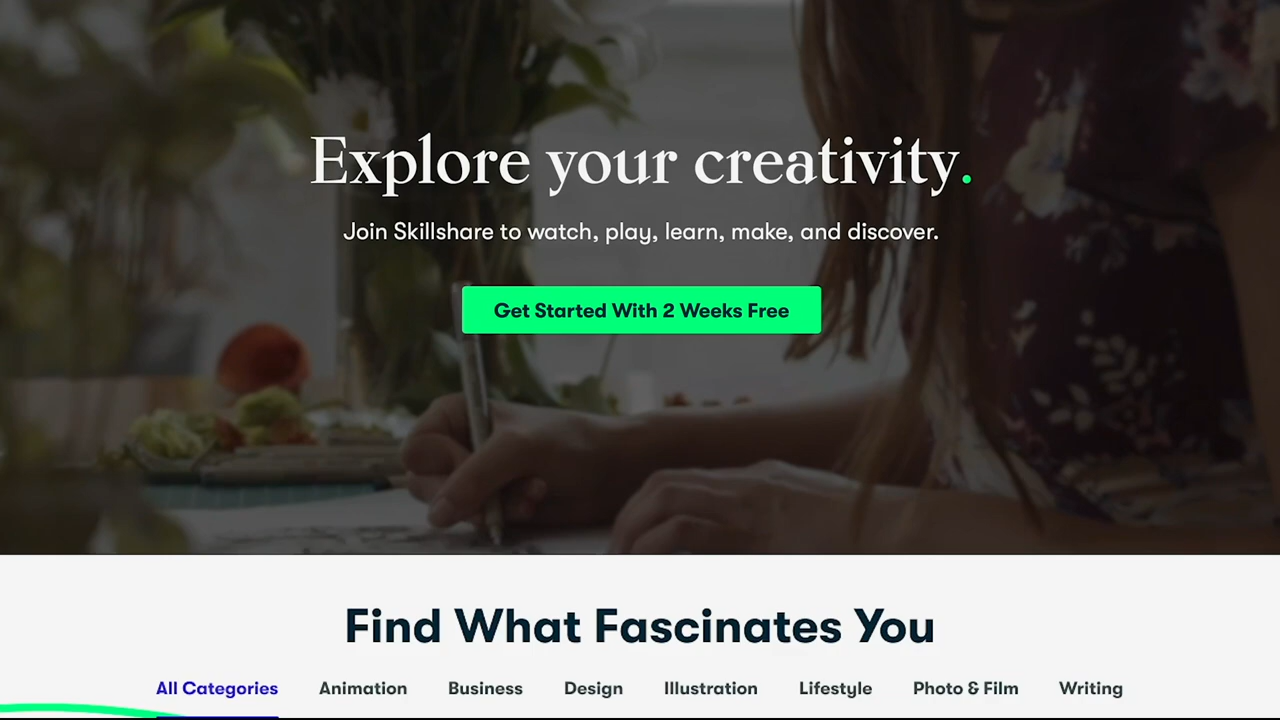 Explore your creativity.
Join Skillshare to watch, play, learn, make, and discover.
Get Started With 2 Weeks Free
Find What Fascinates You
All Categories Animation Business Design Illustration Lifestyle Photo & Film Writing